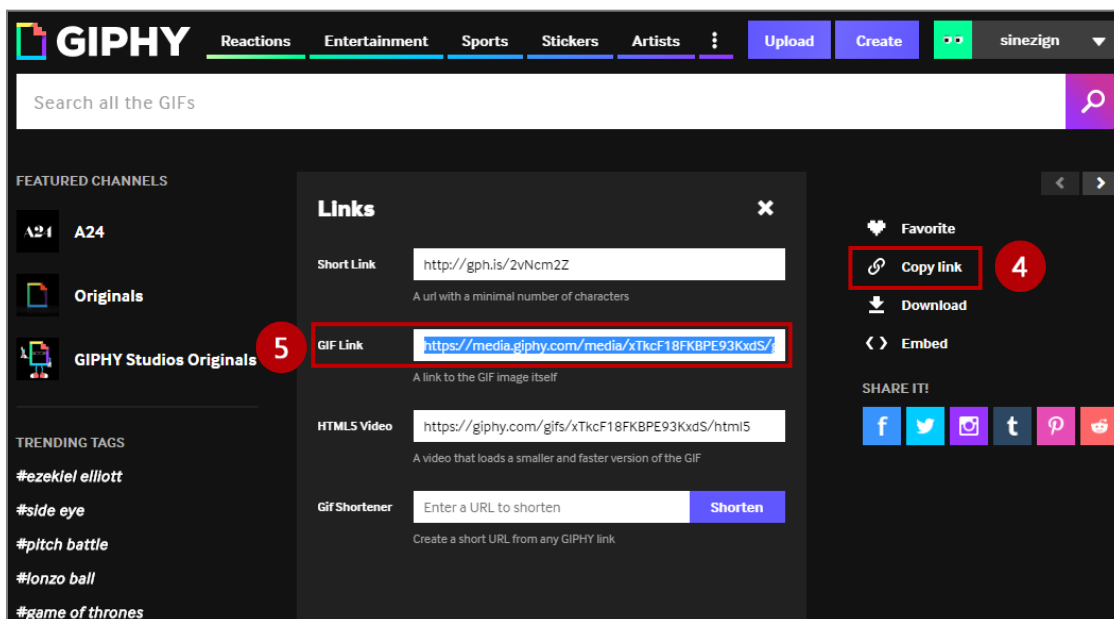 GIPHY
Reactions
Entertainment
Sports
Stickers
Artists
Upload
Create
sinezign
Search all the GIFs
FEATURED CHANNELS
A24 A24
Originals
GIPHY Studios Originals
TRENDING TAGS
#ezekiel elliott
#side eye
#pitch battle
#lonzo ball
#game of thrones
Links
Short Link
http://gph.is/2vNcm2Z
A url with a minimal number of characters
5
GIF Link
https://media.giphy.com/media/xTkcF18FKBPE93KxdS/g
A link to the GIF image itself
HTML5 Video
https://giphy.com/gifs/xTkcF18FKBPE93KxdS/html5
A video that loads a smaller and faster version of the GIF
Gif Shortener
Enter a URL to shorten
Shorten
Create a short URL from any GIPHY link
Favorite
Copy link
4
Download
Embed
SHARE IT!